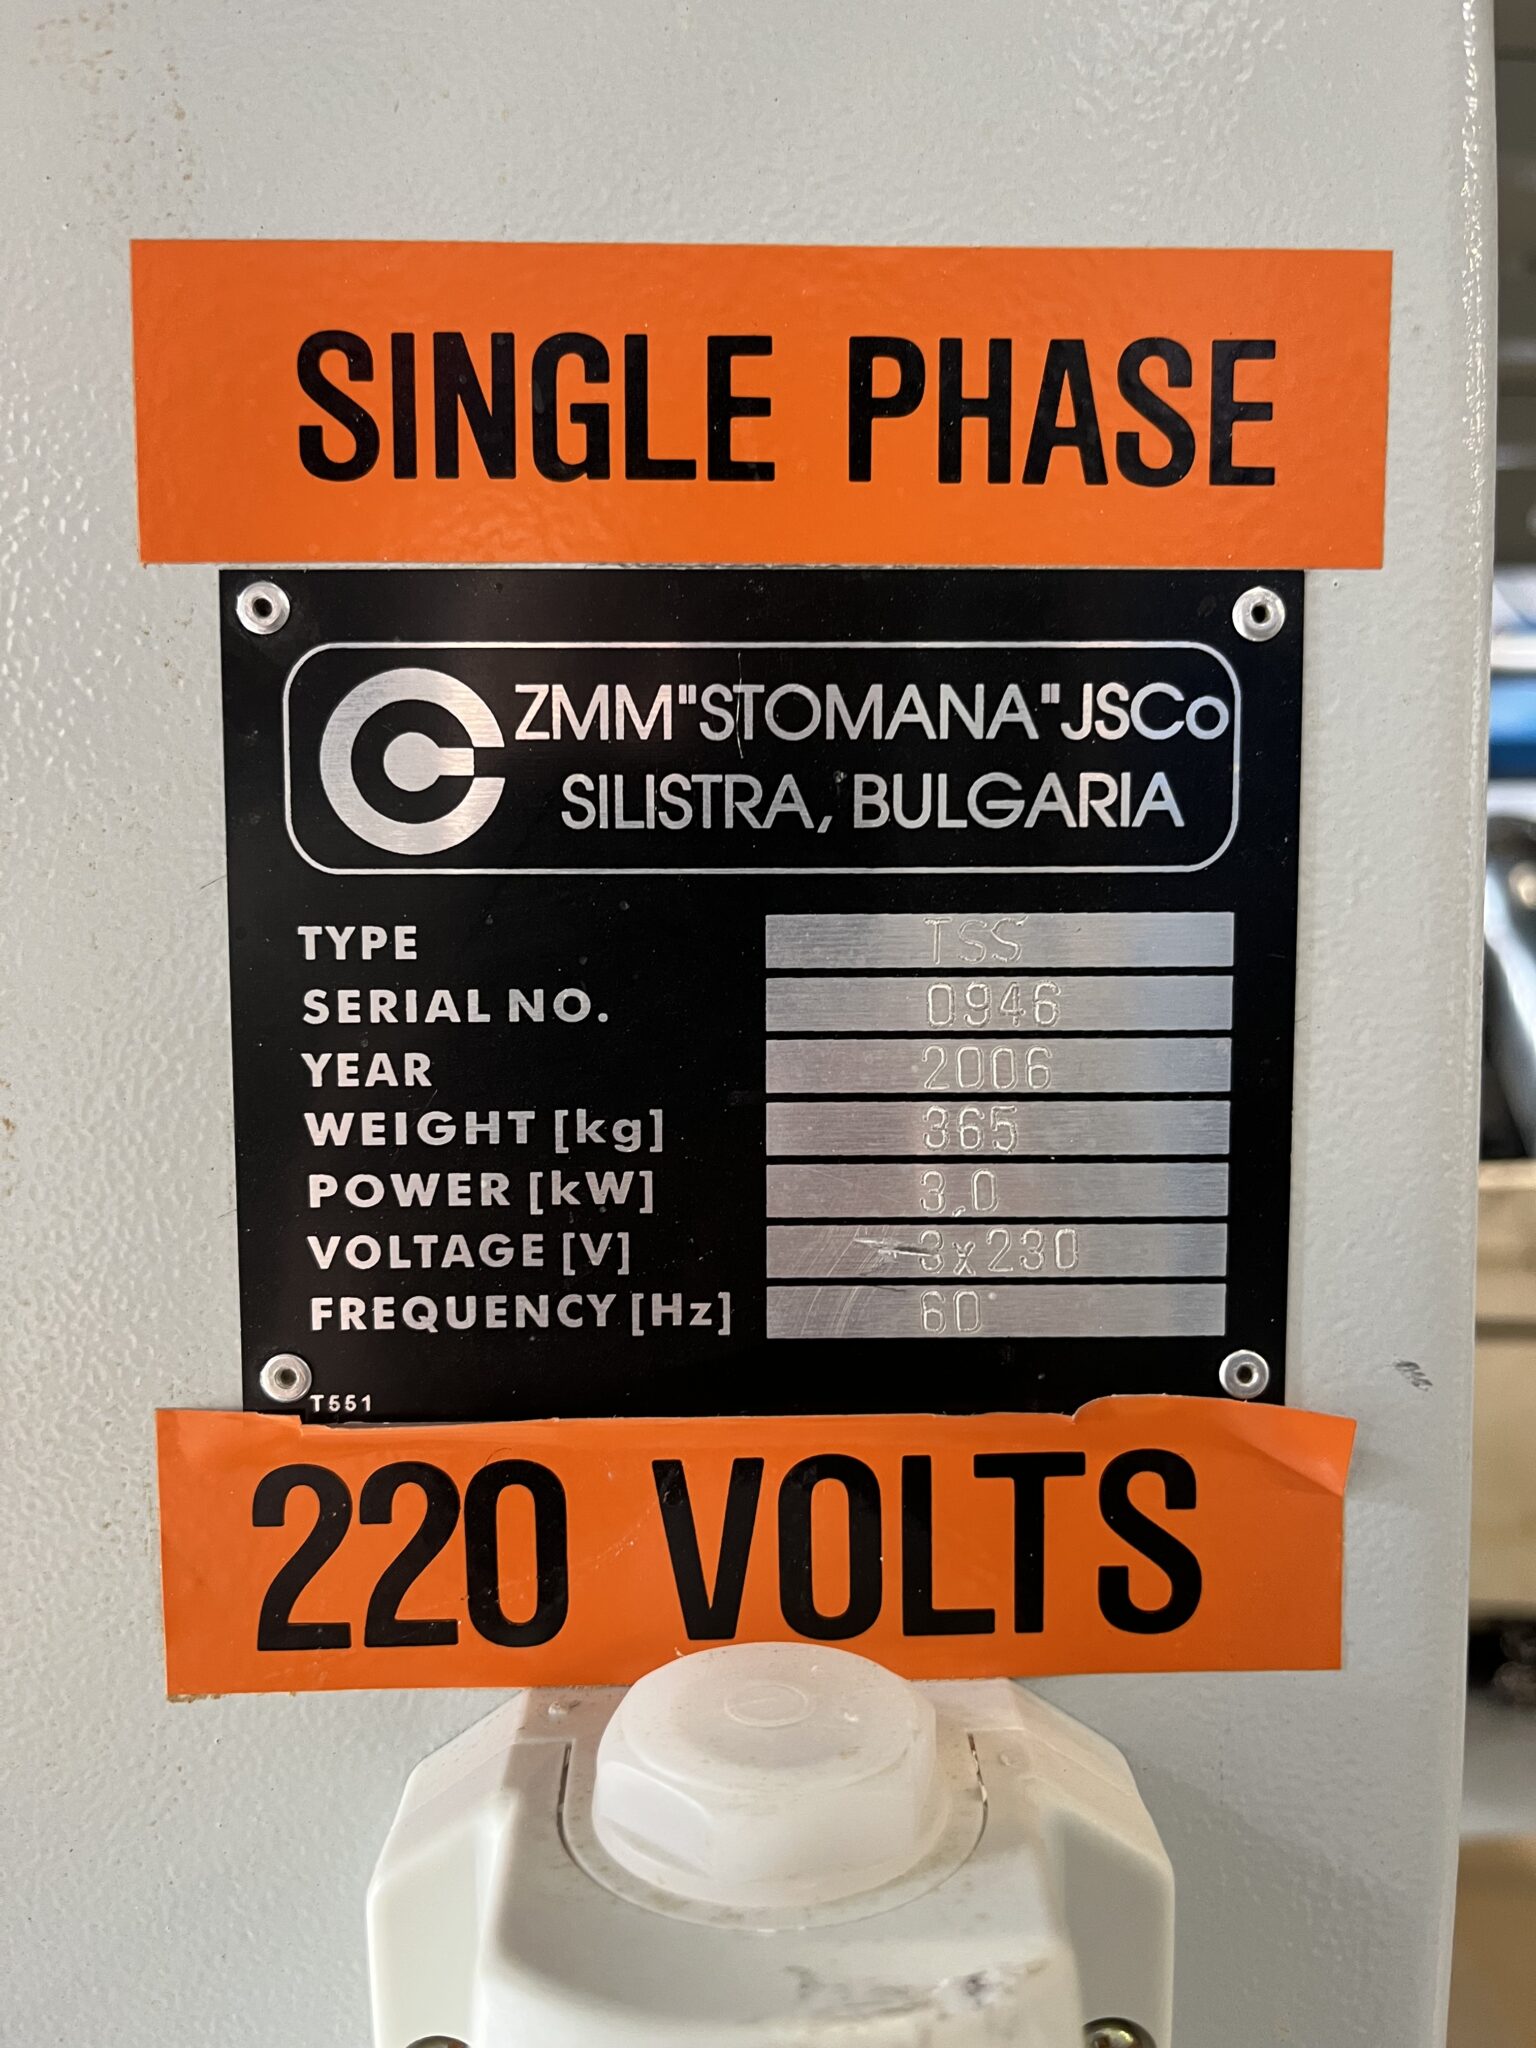 SINGLE PHASE
ZMM"STOMANA"JSCo
SILISTRA, BULGARIA
TYPE TSS
SERIAL NO. 0946
YEAR 2006
WEIGHT [kg] 365
POWER [kW] 3,0
VOLTAGE [V] 3x230
FREQUENCY [Hz] 60
T551
220 VOLTS